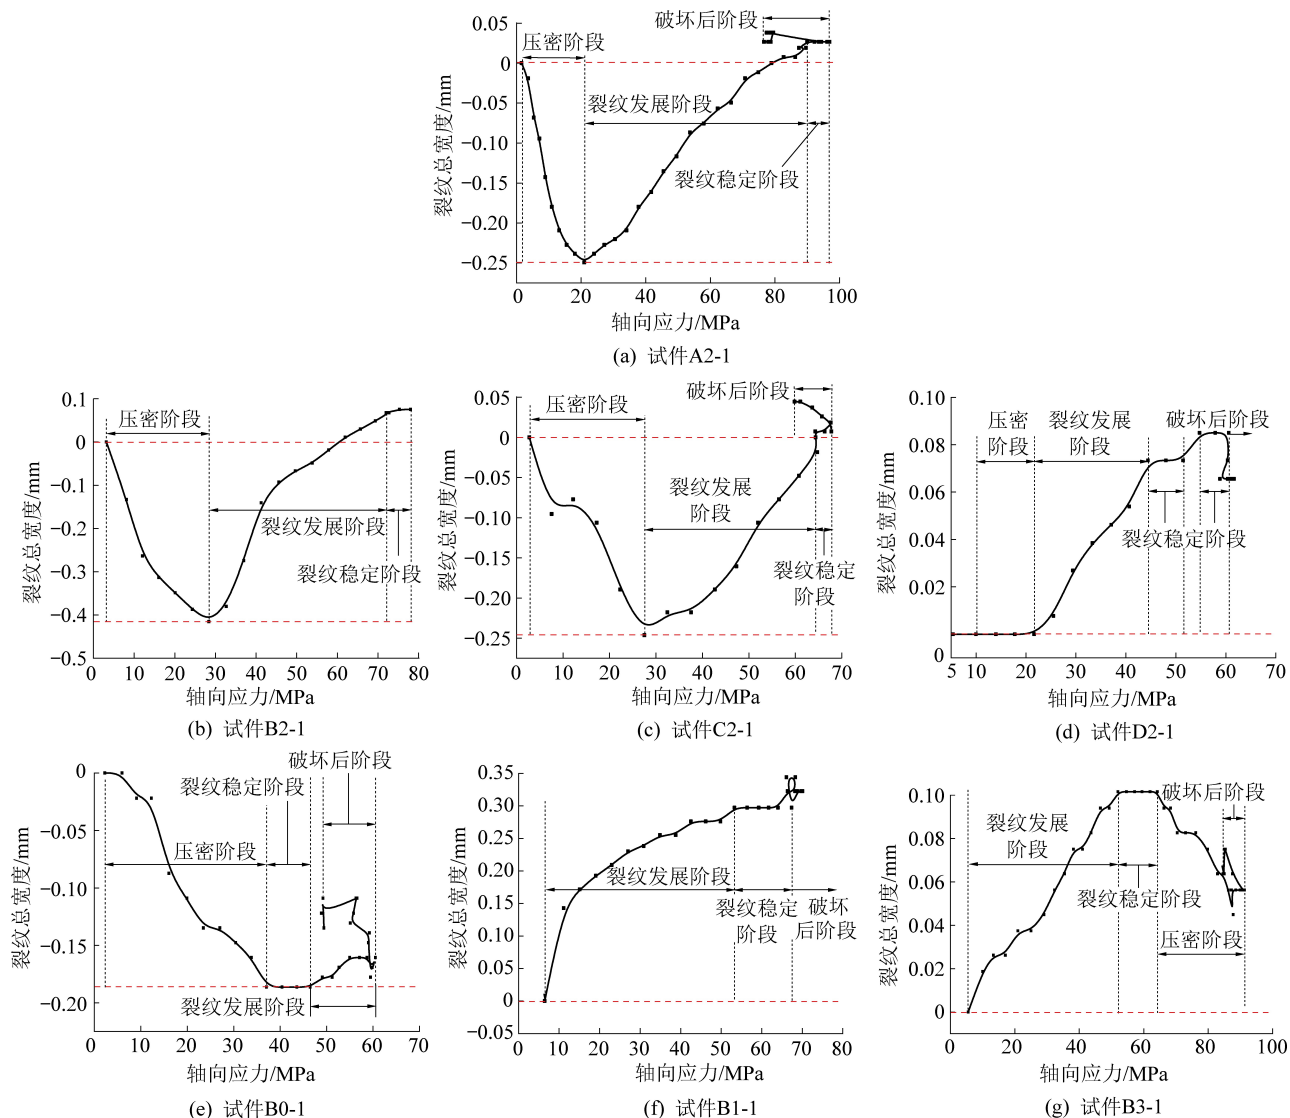 破坏后阶段
压密阶段
裂纹发展阶段
裂纹稳定阶段
裂纹总宽度/mm
0.05
0
−0.05
−0.10
−0.15
−0.20
−0.25
0 20 40 60 80 100
轴向应力/MPa
(a) 试件A2-1
压密阶段
裂纹发展阶段
裂纹稳定阶段
裂纹总宽度/mm
0.1
0
−0.1
−0.2
−0.3
−0.4
−0.5
0 10 20 30 40 50 60 70 80
轴向应力/MPa
(b) 试件B2-1
破坏后阶段
压密阶段
裂纹发展
阶段
裂纹稳定
阶段
裂纹总宽度/mm
0.05
0
−0.05
−0.10
−0.15
−0.20
−0.25
0 10 20 30 40 50 60 70
轴向应力/MPa
(c) 试件C2-1
压密
阶段
裂纹发展
阶段
破坏后阶段
裂纹稳定阶段
裂纹总宽度/mm
0.10
0.08
0.06
0.04
0.02
0
5 10 20 30 40 50 60 70
轴向应力/MPa
(d) 试件D2-1
破坏后阶段
裂纹稳定阶段
压密阶段
裂纹发展阶段
裂纹总宽度/mm
0
−0.05
−0.10
−0.15
−0.20
0 10 20 30 40 50 60 70
轴向应力/MPa
(e) 试件B0-1
裂纹发展阶段
裂纹稳定
阶段
破坏
后阶段
裂纹总宽度/mm
0.35
0.30
0.25
0.20
0.15
0.10
0.05
0
−0.05
0 10 20 30 40 50 60 70 80
轴向应力/MPa
(f) 试件B1-1
破坏后阶段
裂纹发展
阶段
裂纹稳定阶段
压密阶段
裂纹总宽度/mm
0.10
0.08
0.06
0.04
0.02
0
0 20 40 60 80 100
轴向应力/MPa
(g) 试件B3-1